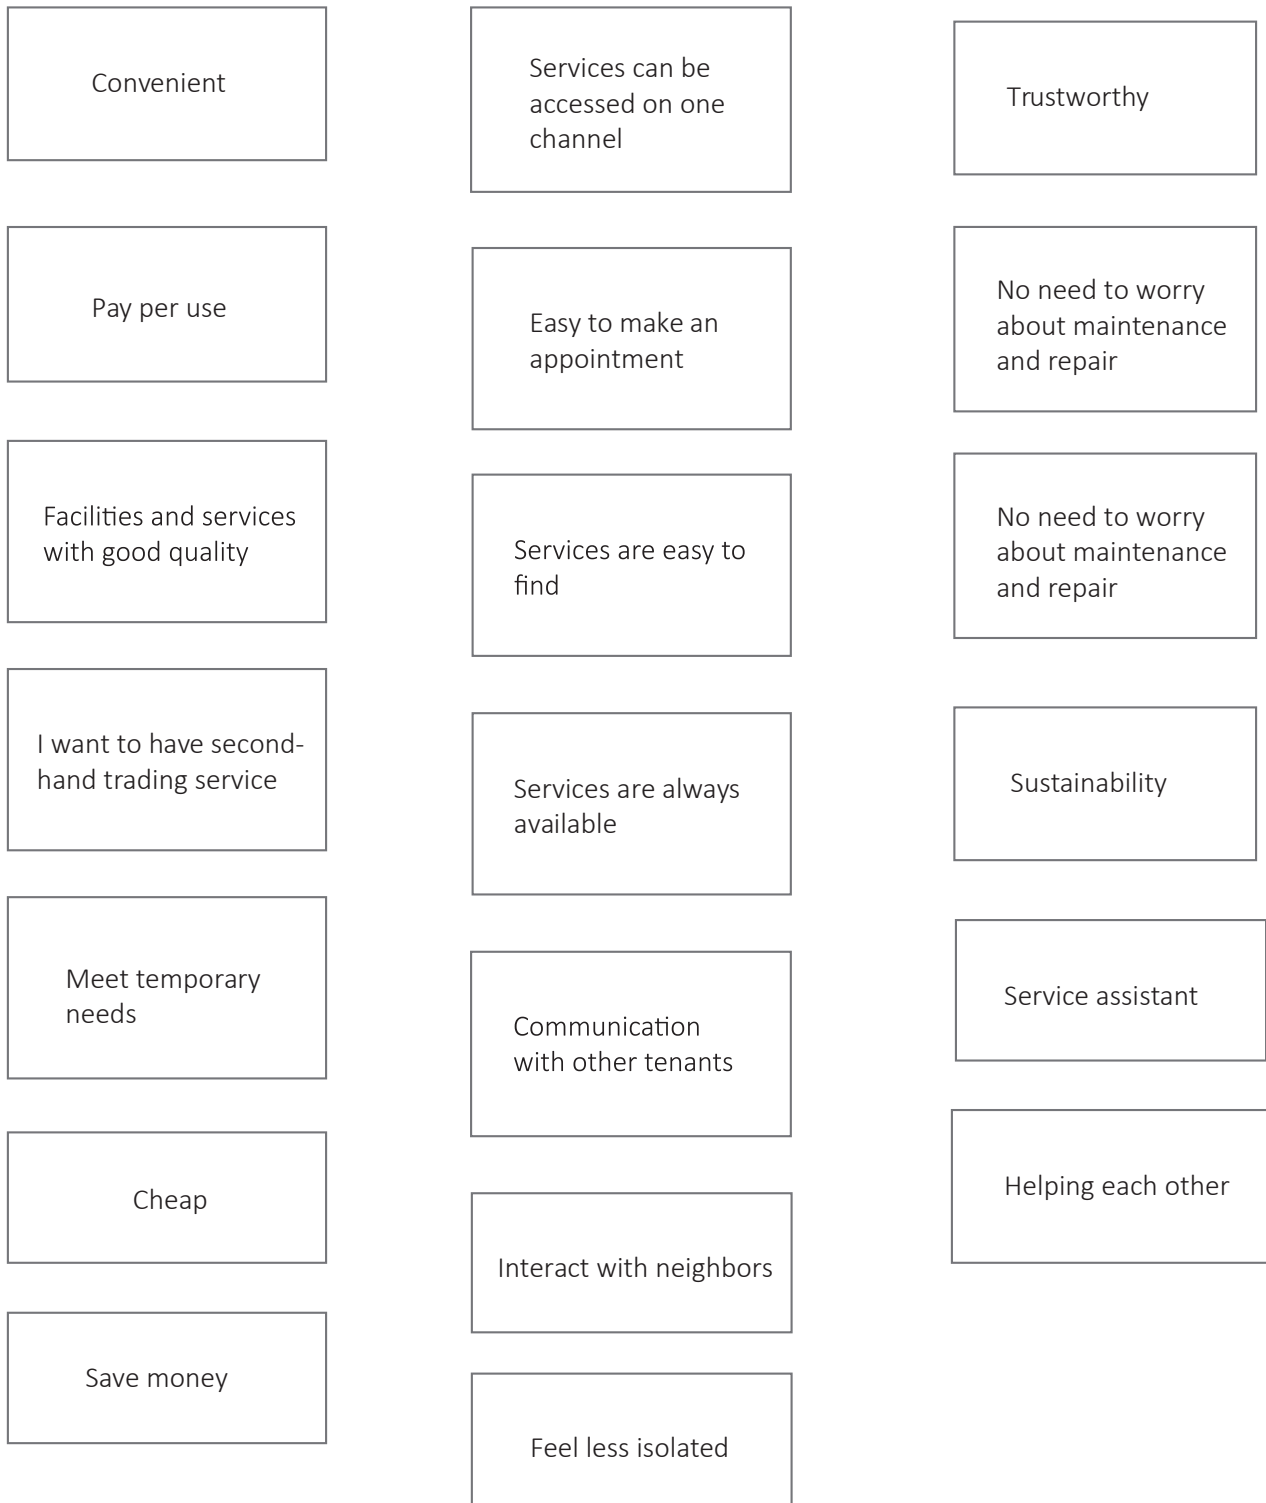 Convenient
Pay per use
Facilities and services
with good quality
I want to have second-
hand trading service
Meet temporary
needs
Cheap
Save money
Services can be
accessed on one
channel
Easy to make an
appointment
Services are easy to
find
Services are always
available
Communication
with other tenants
Interact with neighbors
Feel less isolated
Trustworthy
No need to worry
about maintenance
and repair
No need to worry
about maintenance
and repair
Sustainability
Service assistant
Helping each other